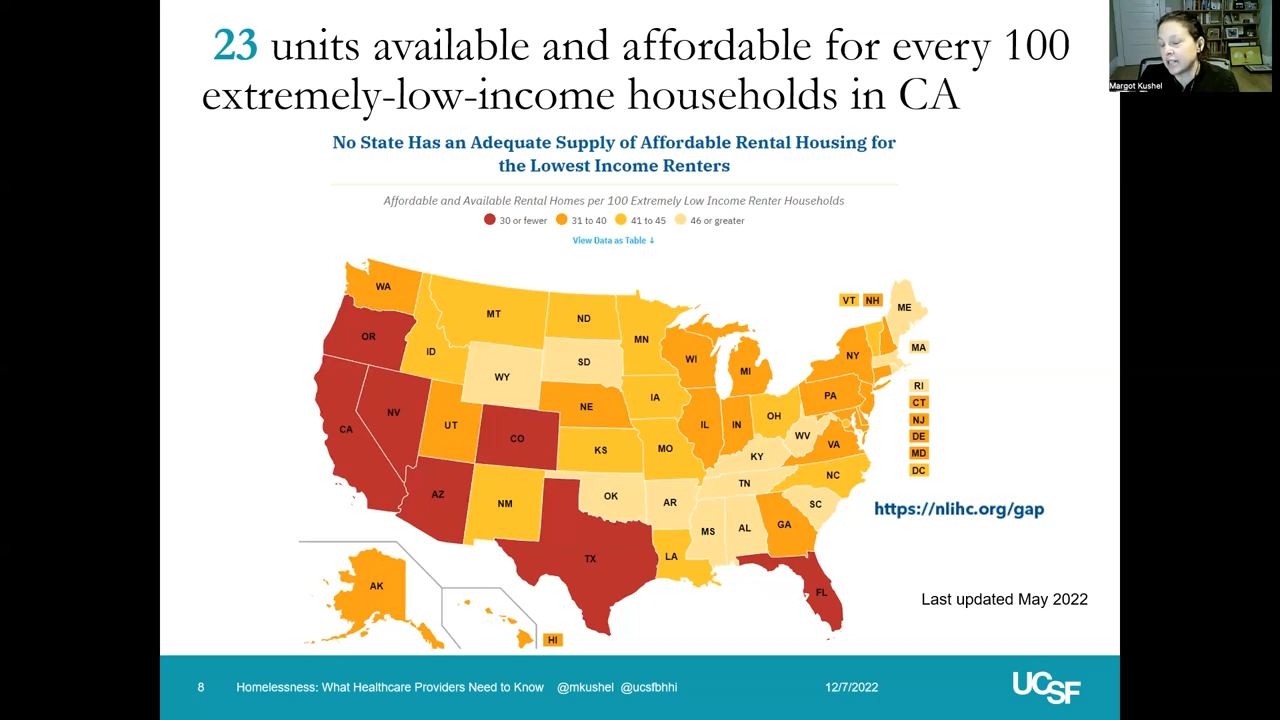 23 units available and affordable for every 100
extremely-low-income households in CA
Margot Kushel
No State Has an Adequate Supply of Affordable Rental Housing for
the Lowest Income Renters
Affordable and Available Rental Homes per 100 Extremely Low Income Renter Households
30 or fewer 31 to 40 41 to 45 46 or greater
View Data as Table ↓
WA
MT
ND
VT NH
ME
OR
ID
MN
WI
NY
MA
WY
SD
MI
RI
PA
CT
NV
UT
NE
IA
IL
IN
OH
NJ
CA
CO
KS
MO
WV
VA
DE
KY
MD
NC
DC
AZ
NM
OK
AR
TN
SC
MS
AL
GA
https://nlihc.org/gap
TX
LA
FL
AK
HI
Last updated May 2022
8 Homelessness: What Healthcare Providers Need to Know @mkushel @ucsfbhhi 12/7/2022
UCSF